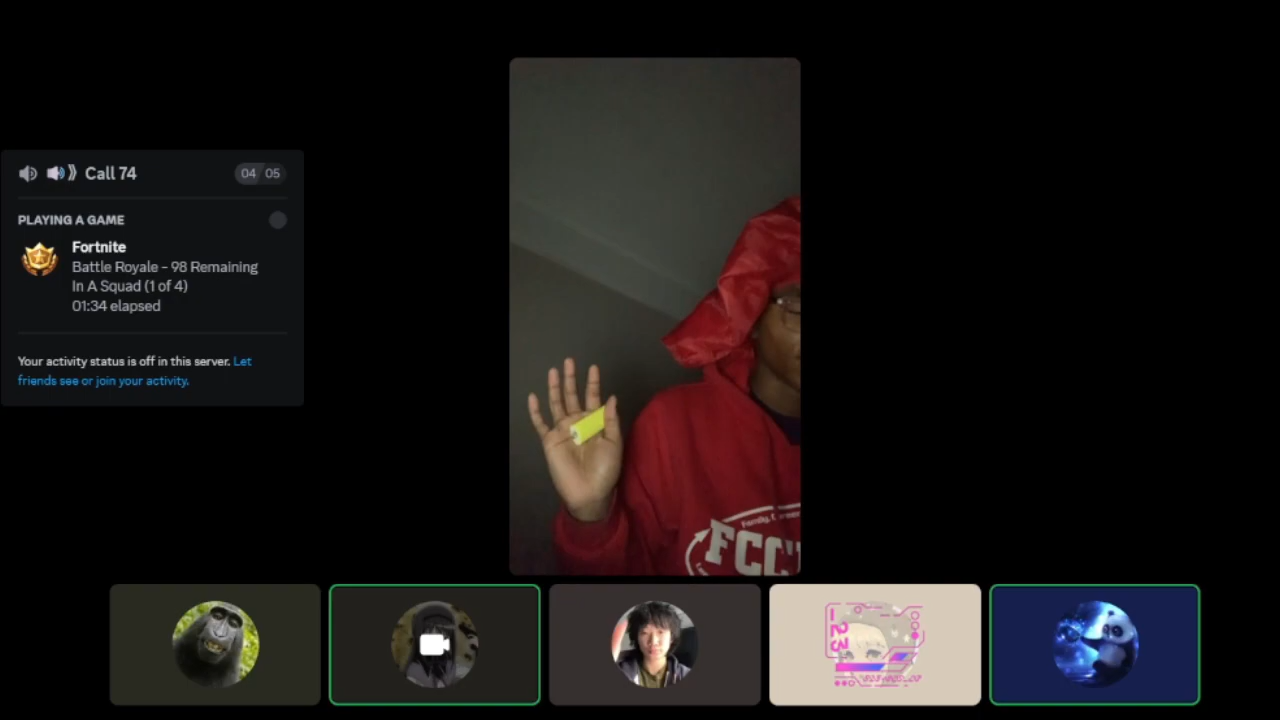 Call 74
04 05
PLAYING A GAME
Fortnite
Battle Royale - 98 Remaining
In A Squad (1 of 4)
01:34 elapsed
Your activity status is off in this server. Let
friends see or join your activity.
FCC
123